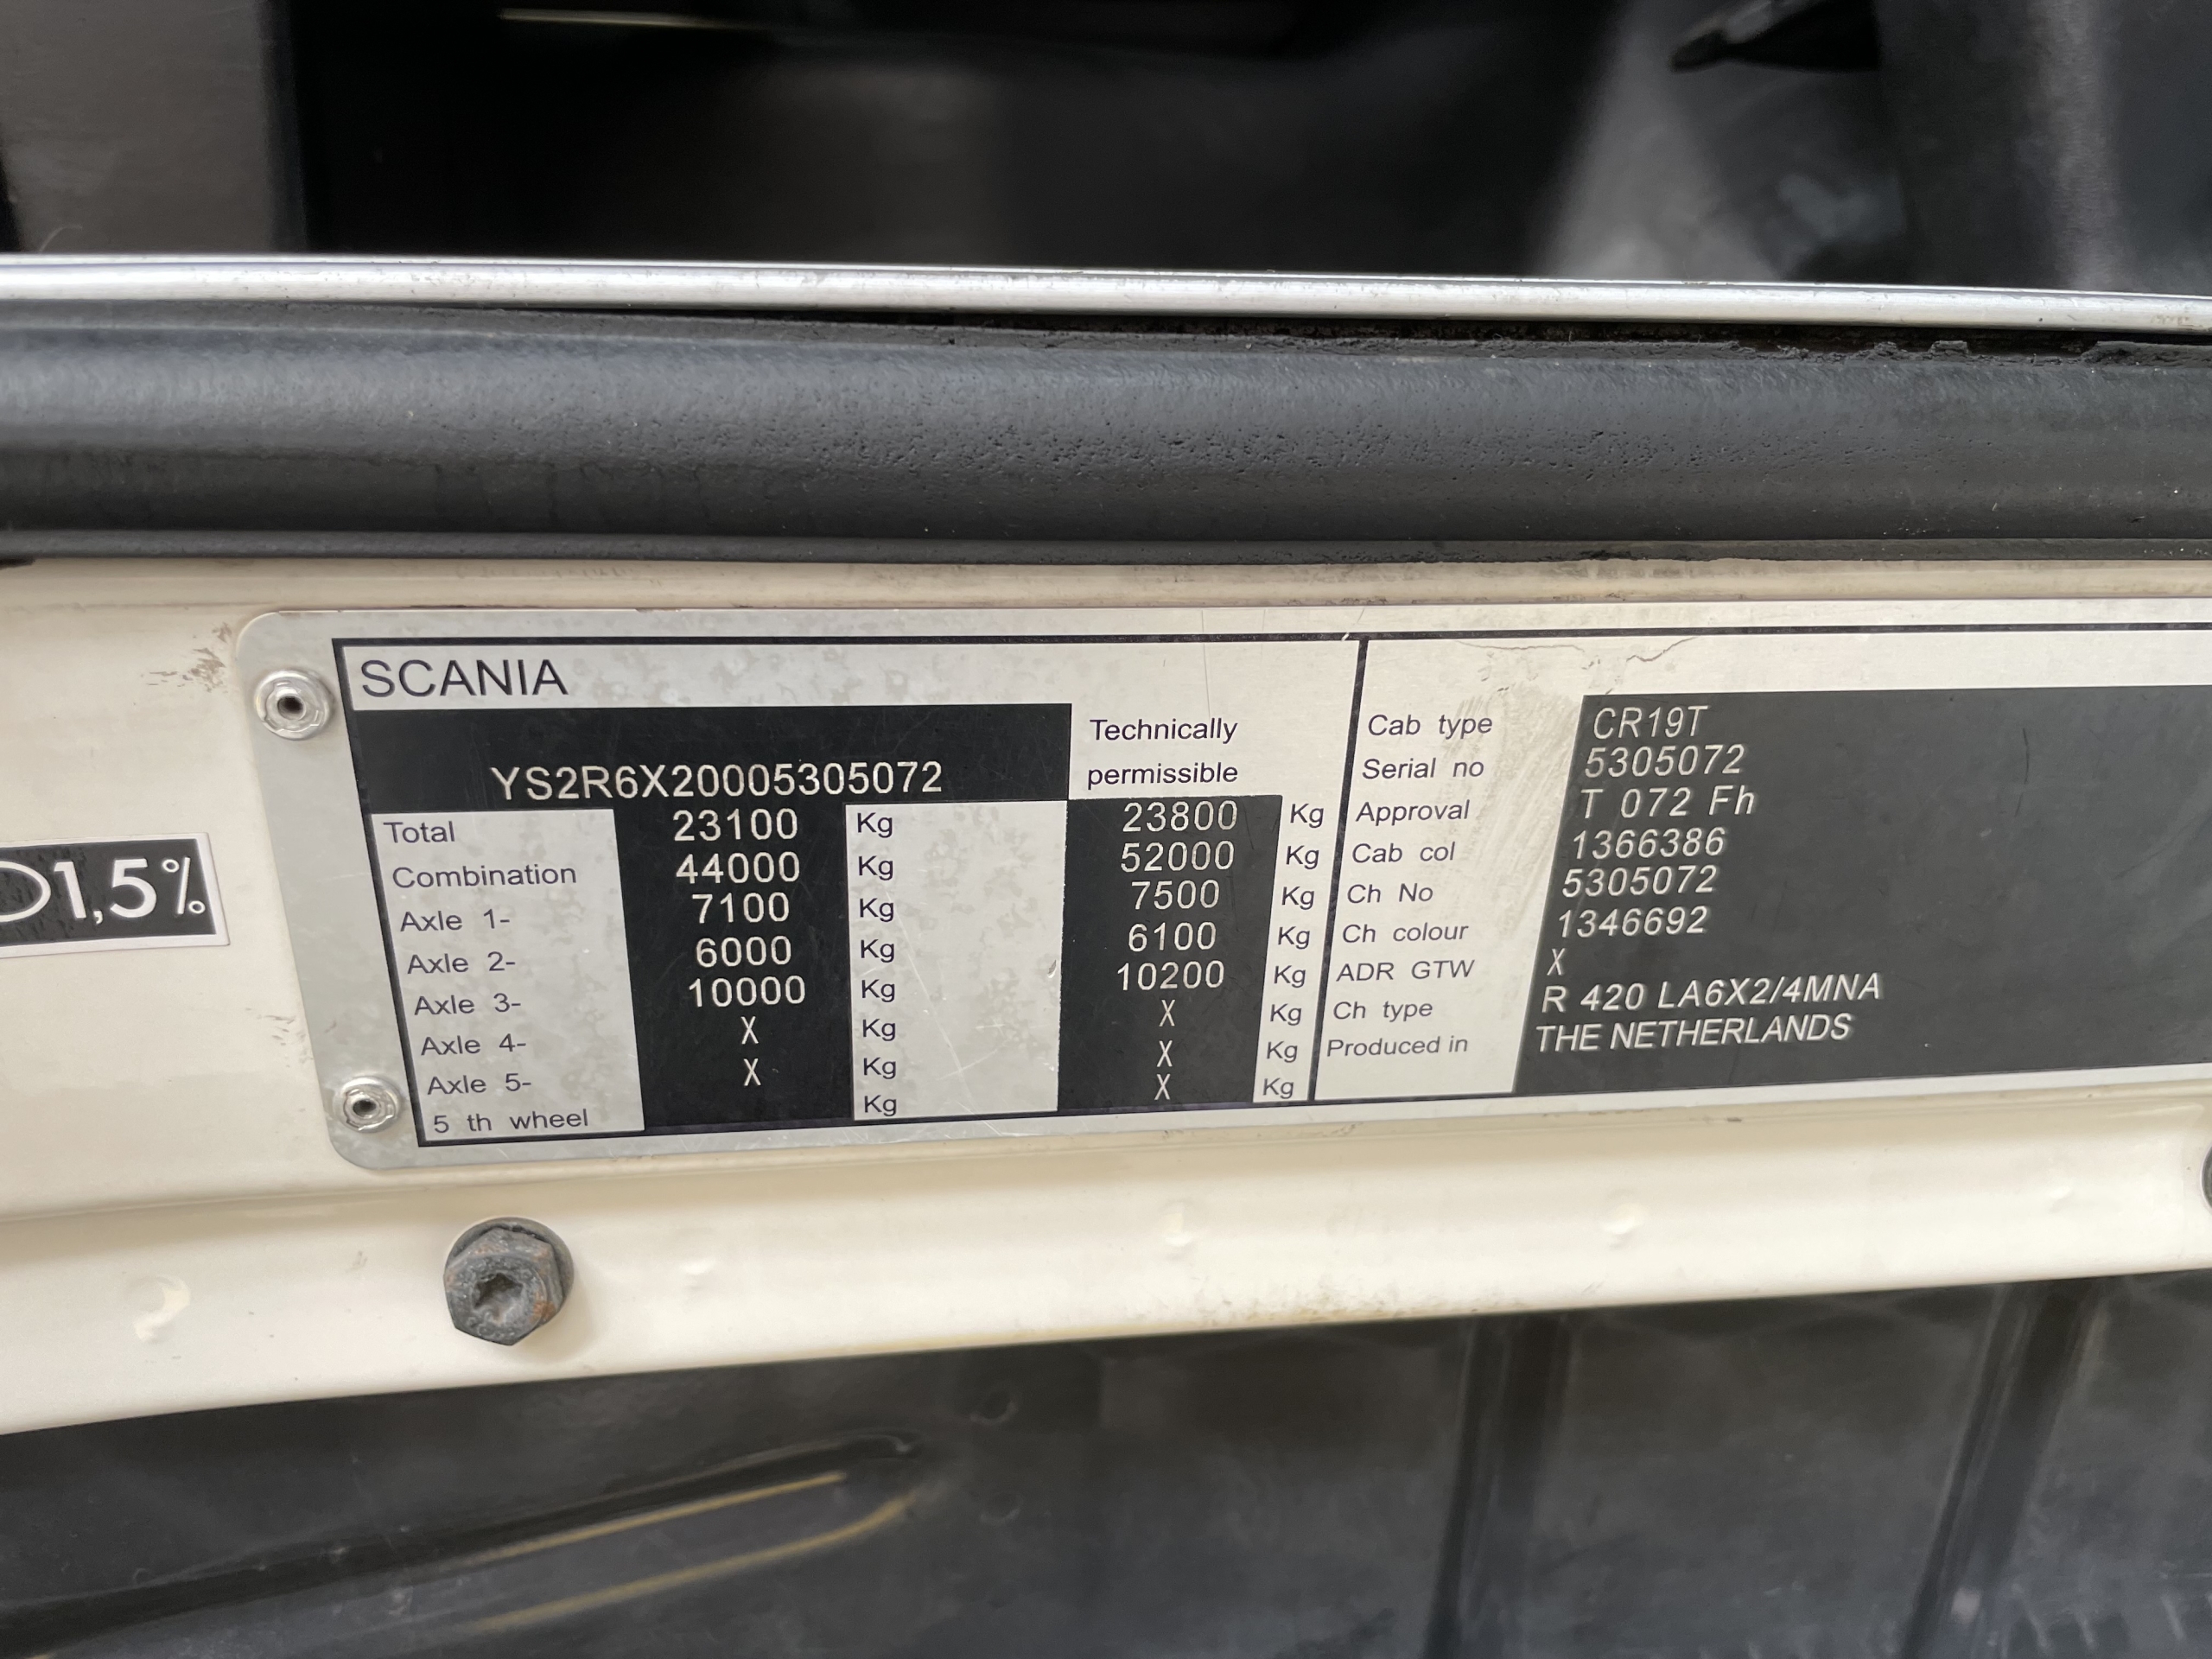 SCANIA
YS2R6X20005305072
Technically
permissible
Total 23100 Kg 23800 Kg
Combination 44000 Kg 52000 Kg
Axle 1- 7100 Kg 7500 Kg
Axle 2- 6000 Kg 6100 Kg
Axle 3- 10000 Kg 10200 Kg
Axle 4- X Kg X Kg
Axle 5- X Kg X Kg
5 th wheel Kg X Kg
Cab type CR19T
Serial no 5305072
Approval T 072 Fh
Cab col 1366386
Ch No 5305072
Ch colour 1346692
ADR GTW X
Ch type R 420 LA6X2/4MNA
Produced in THE NETHERLANDS
1,5%